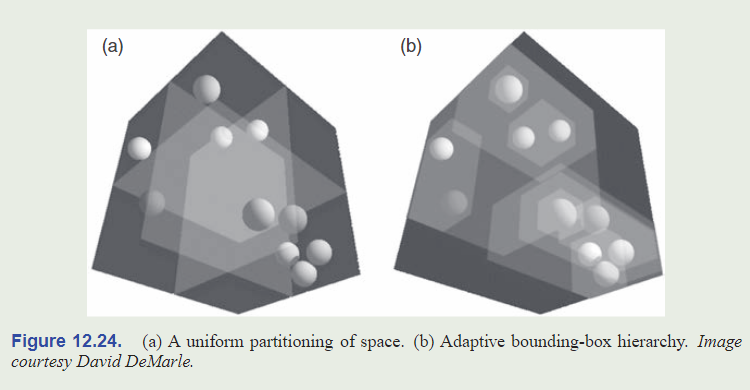 (a) (b)
Figure 12.24. (a) A uniform partitioning of space. (b) Adaptive bounding-box hierarchy. Image
courtesy David DeMarle.